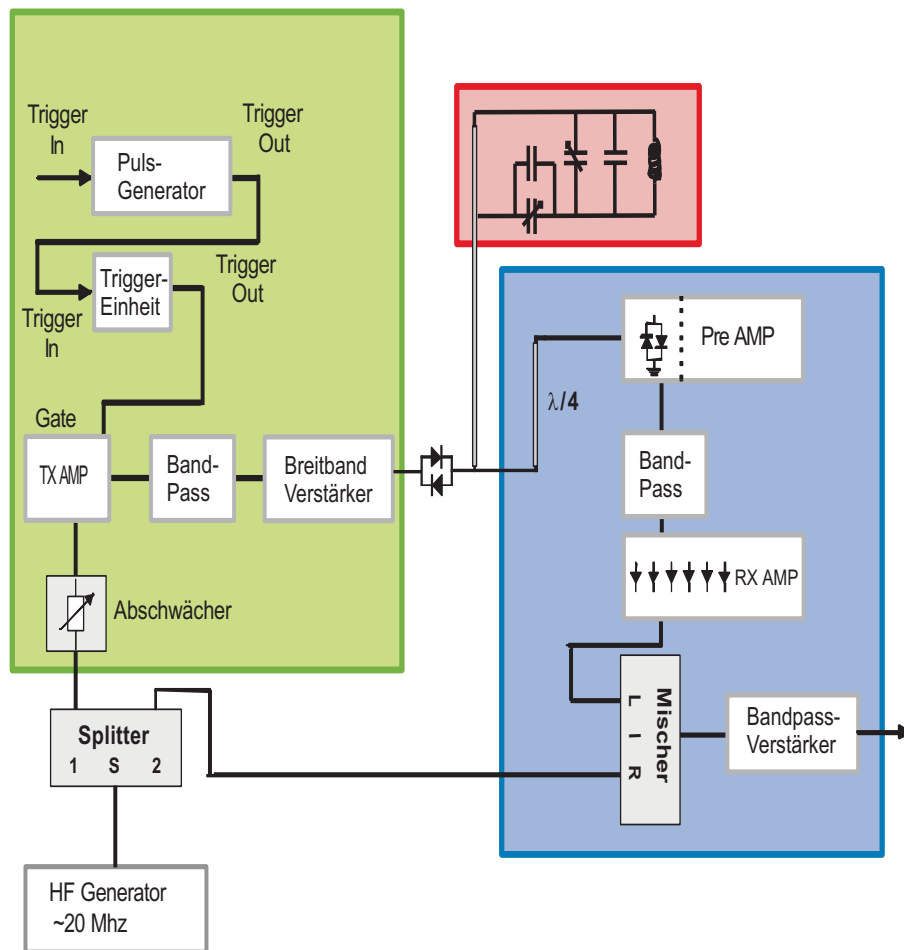 Trigger
In
Puls-
Generator
Trigger
Out
Trigger-
Einheit
Trigger
In
Trigger
Out
Gate
TX AMP
Band-
Pass
Breitband
Verstärker
Abschwächer
Splitter
1 S 2
HF Generator
~20 Mhz
λ/4
Pre AMP
Band-
Pass
RX AMP
L I R
Mischer
Bandpass-
Verstärker